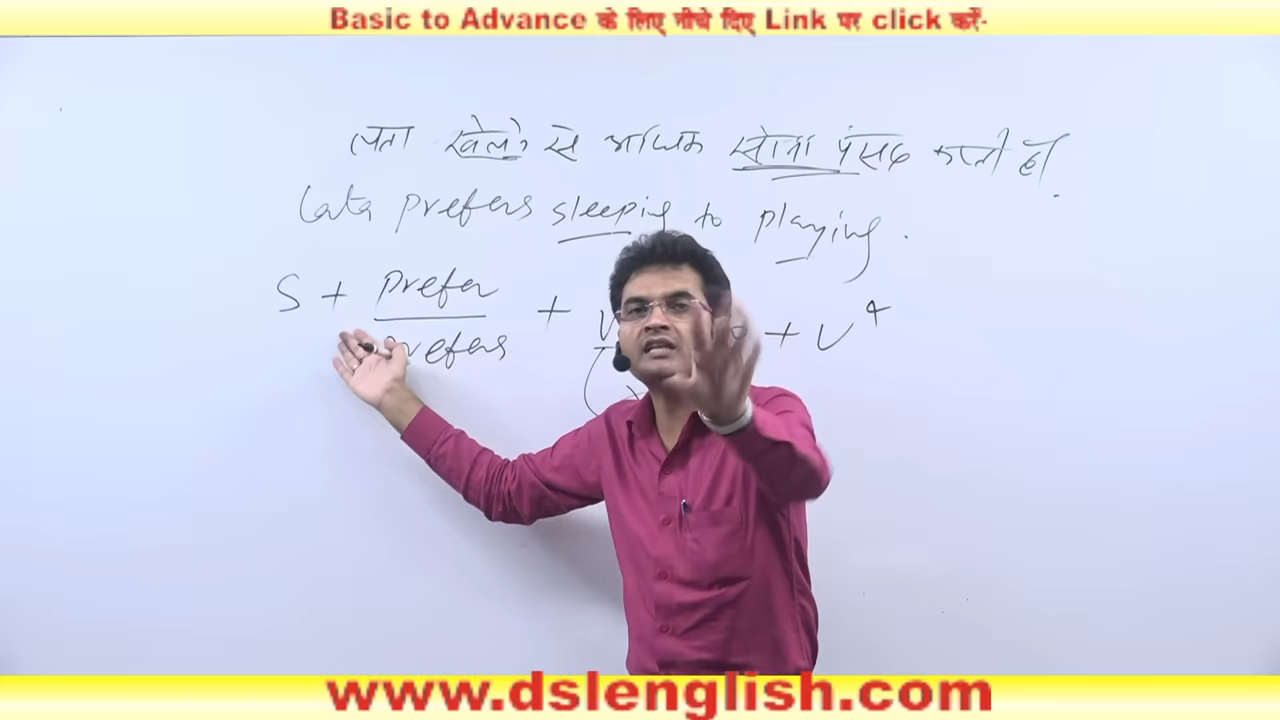 Basic to Advance के लिए नीचे दिए Link पर click करें-
लता खेलने से अधिक सोना पंसद करती है।
Lata prefers sleeping to playing.
S + prefer + + V4
prefers
www.dslenglish.com